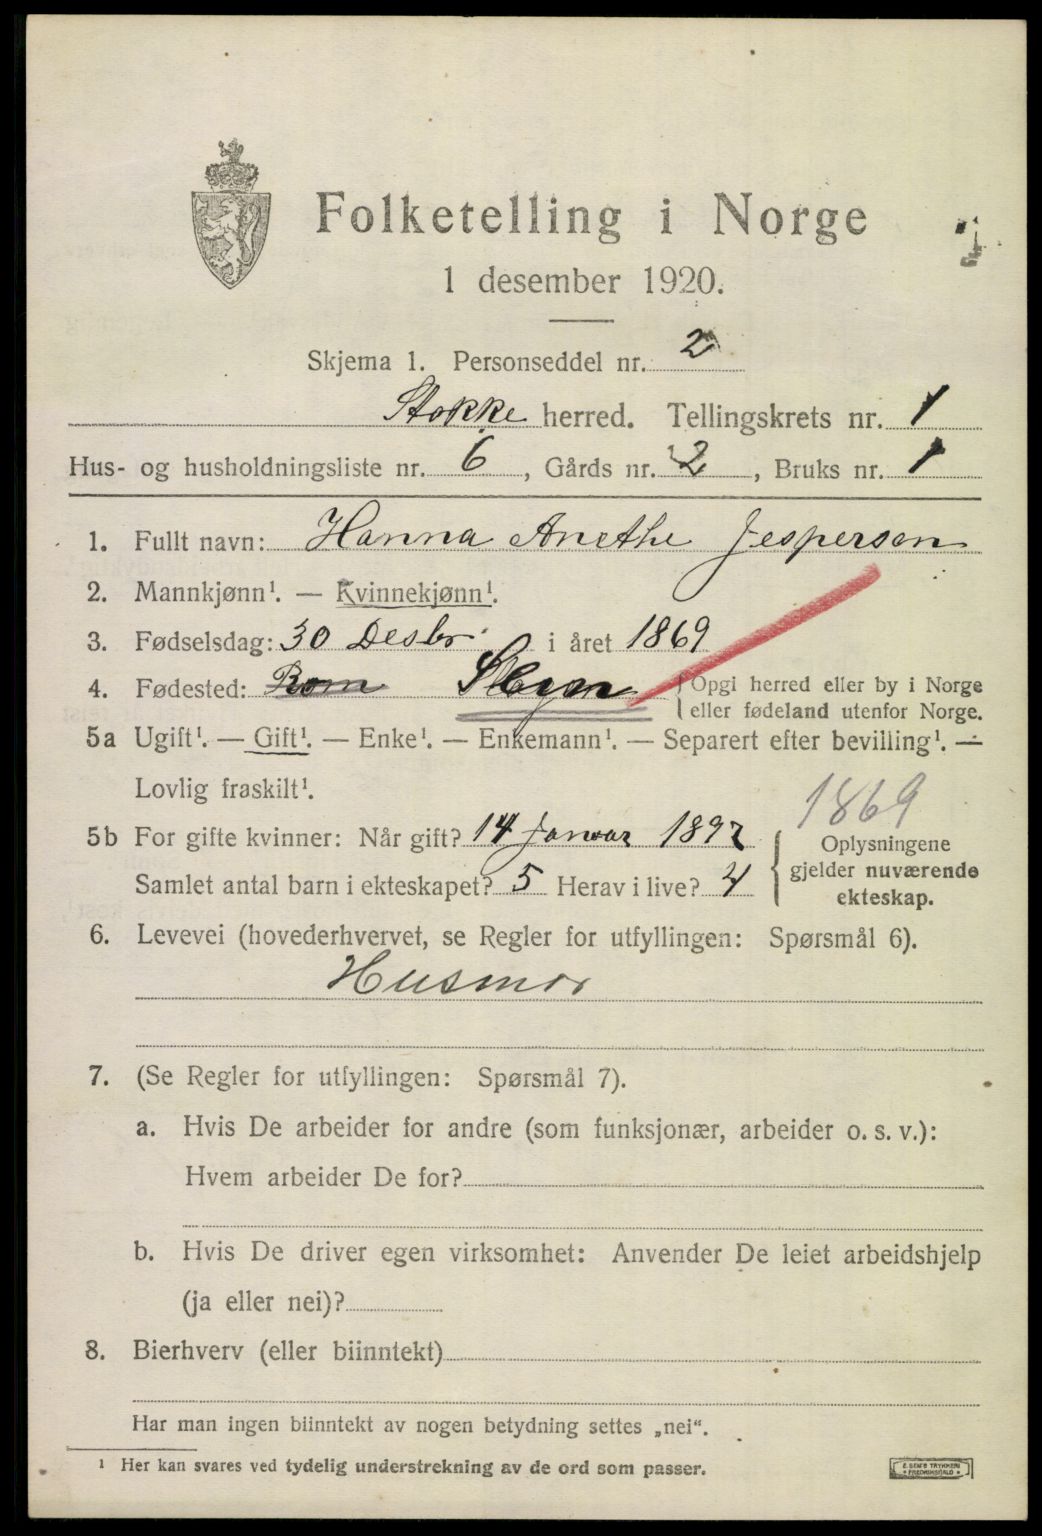 Folketelling i Norge
1 desember 1920.
Skjema 1. Personseddel nr. 2
Stokke herred. Tellingskrets nr. 1
Hus- og husholdningsliste nr. 6, Gårds nr. 2, Bruks nr. 1
1. Fullt navn: Hanna Anethe Jespersen
2. Mannkjønn¹. — Kvinnekjønn¹.
3. Fødselsdag: 30 Desbr. i året 1869
4. Fødested: Rom
Opgi herred eller by i Norge
eller fødeland utenfor Norge.
5a Ugift¹. — Gift¹. — Enke¹. — Enkemann¹. — Separert efter bevilling¹. —
Lovlig fraskilt¹.
1869
5b For gifte kvinner: Når gift? 14 Januar 1892
Samlet antal barn i ekteskapet? 5 Herav i live? 4
Oplysningene
gjelder nuværende
ekteskap.
6. Levevei (hovederhvervet, se Regler for utfyllingen: Spørsmål 6).
Husmor
7. (Se Regler for utfyllingen: Spørsmål 7).
a. Hvis De arbeider for andre (som funksjonær, arbeider o. s. v.):
Hvem arbeider De for?
b. Hvis De driver egen virksomhet: Anvender De leiet arbeidshjelp
(ja eller nei)?
8. Bierhverv (eller biinntekt)
Har man ingen biinntekt av nogen betydning settes „nei“.
¹ Her kan svares ved tydelig understrekning av de ord som passer.